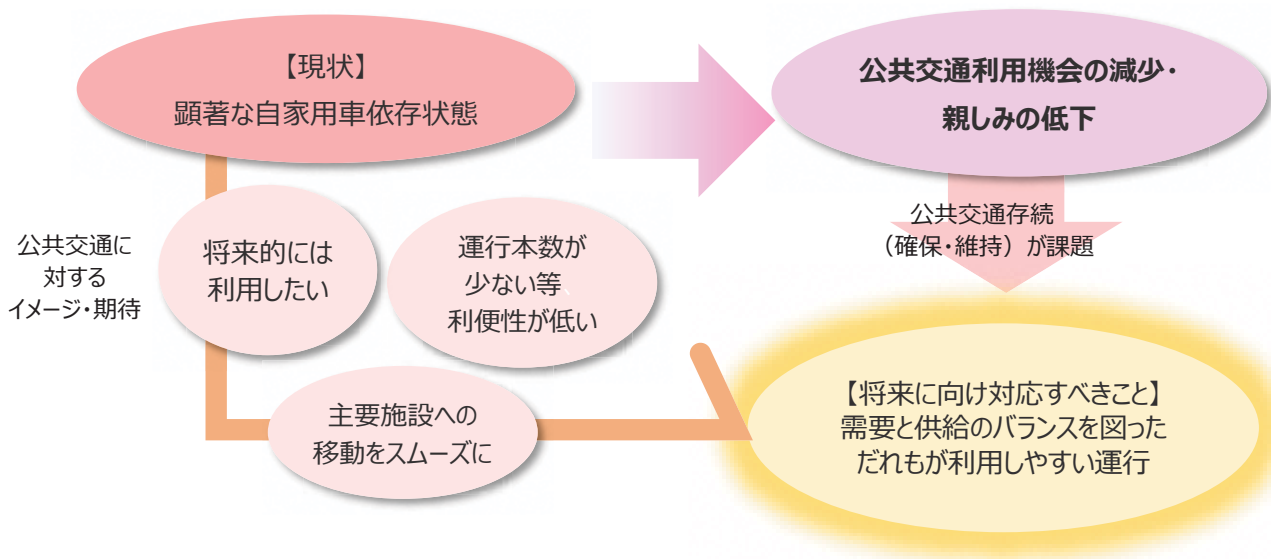 【現状】
顕著な自家用車依存状態
公共交通利用機会の減少・
親しみの低下
公共交通存続
（確保・維持）が課題
公共交通に
対する
イメージ・期待
将来的には
利用したい
運行本数が
少ない等、
利便性が低い
主要施設への
移動をスムーズに
【将来に向け対応すべきこと】
需要と供給のバランスを図った
だれもが利用しやすい運行